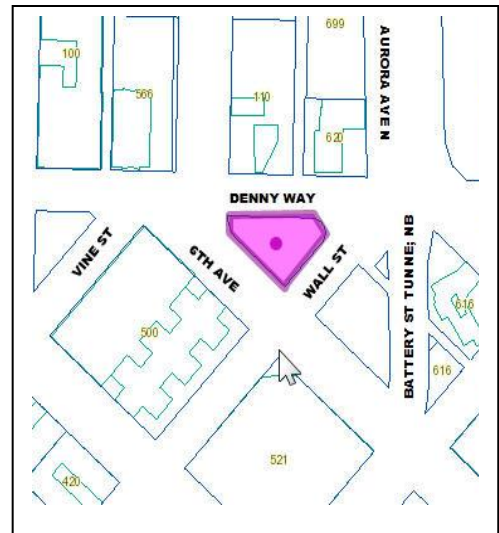 699
100
566
110
620
AURORA AVE N
DENNY WAY
VINE ST
6TH AVE
WALL ST
BATTERY ST TUNNE; NB
616
500
616
521
420